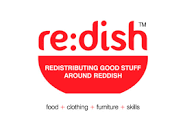 re:dish™
REDISTRIBUTING GOOD STUFF
AROUND REDDISH
food + clothing + furniture + skills